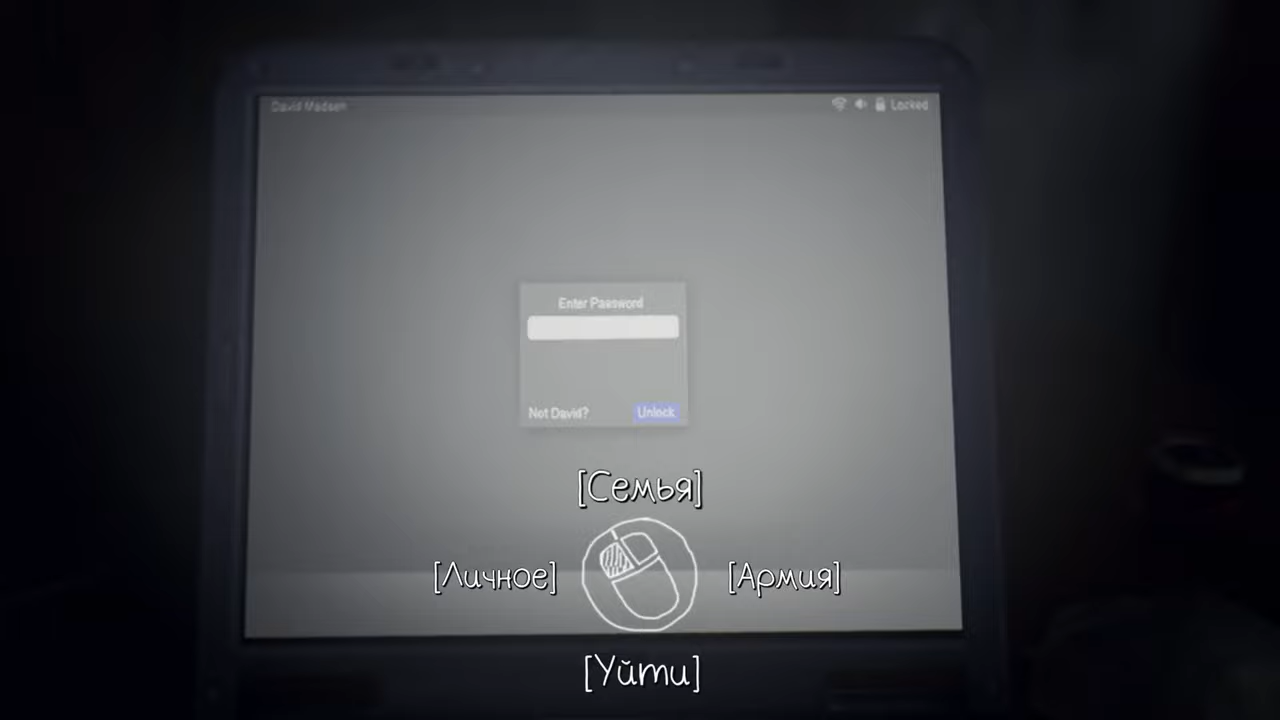 David Madsen
Locked
Enter Password
Not David?
Unlock
[Семья]
[Личное]
[Армия]
[Уйти]